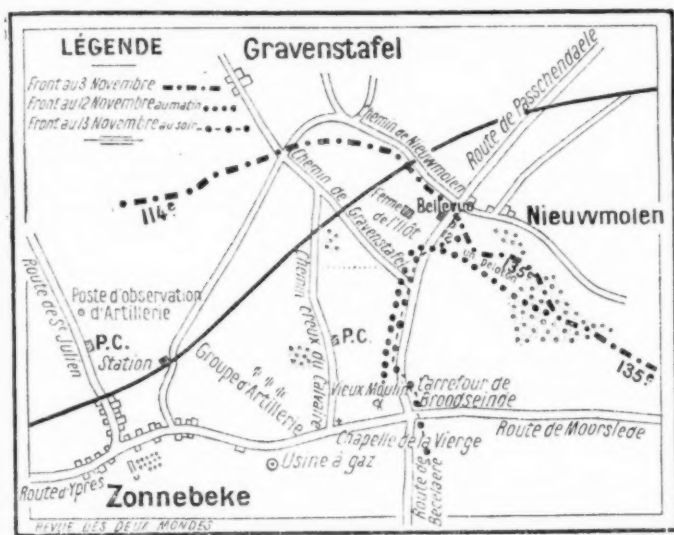 LÉGENDE
Front au 3 Novembre
Front au 12 Novembre au matin
Front au 13 Novembre au soir
Gravenstafel
Route de Passchendaele
Chemin de Nieuwmolen
Chemin de Gravenstafel
Ferme
de l'Ilôt
Bellevue
Nieuwmolen
114e
135e
un peloton
135e
Route de St Julien
Poste d'observation
d'Artillerie
P.C.
Station
Groupe d'Artillerie
Chemin creux du Calvaire
P.C.
Vieux Moulin
Carrefour de
Broodseinde
Chapelle de la Vierge
Route de Moorslede
Usine à gaz
Route d'Ypres
Zonnebeke
Route de
Becelaere
REVUE DES DEUX MONDES